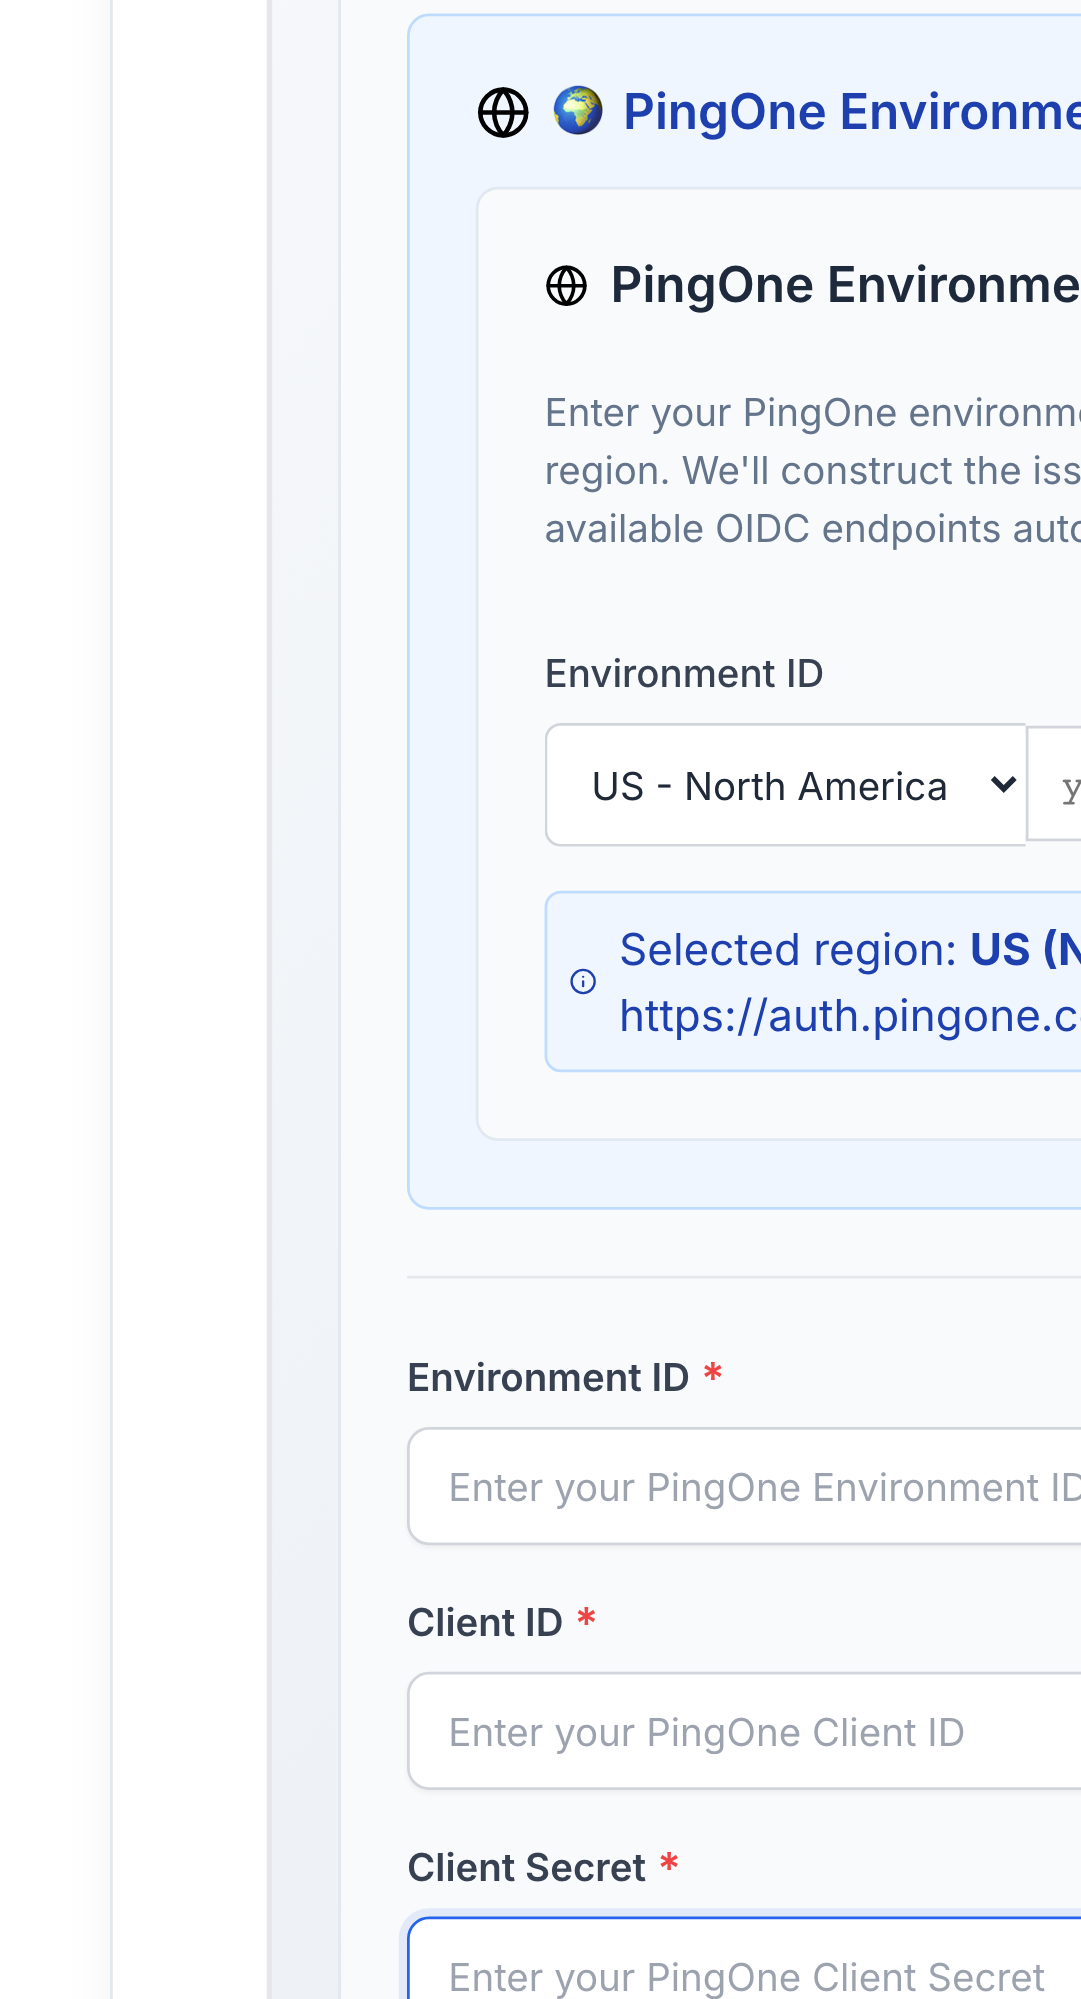 PingOne Environme
PingOne Environme
Enter your PingOne environme
region. We'll construct the iss
available OIDC endpoints auto
Environment ID
US - North America
y
Selected region: US (N
https://auth.pingone.c
Environment ID *
Enter your PingOne Environment ID
Client ID *
Enter your PingOne Client ID
Client Secret *
Enter your PingOne Client Secret